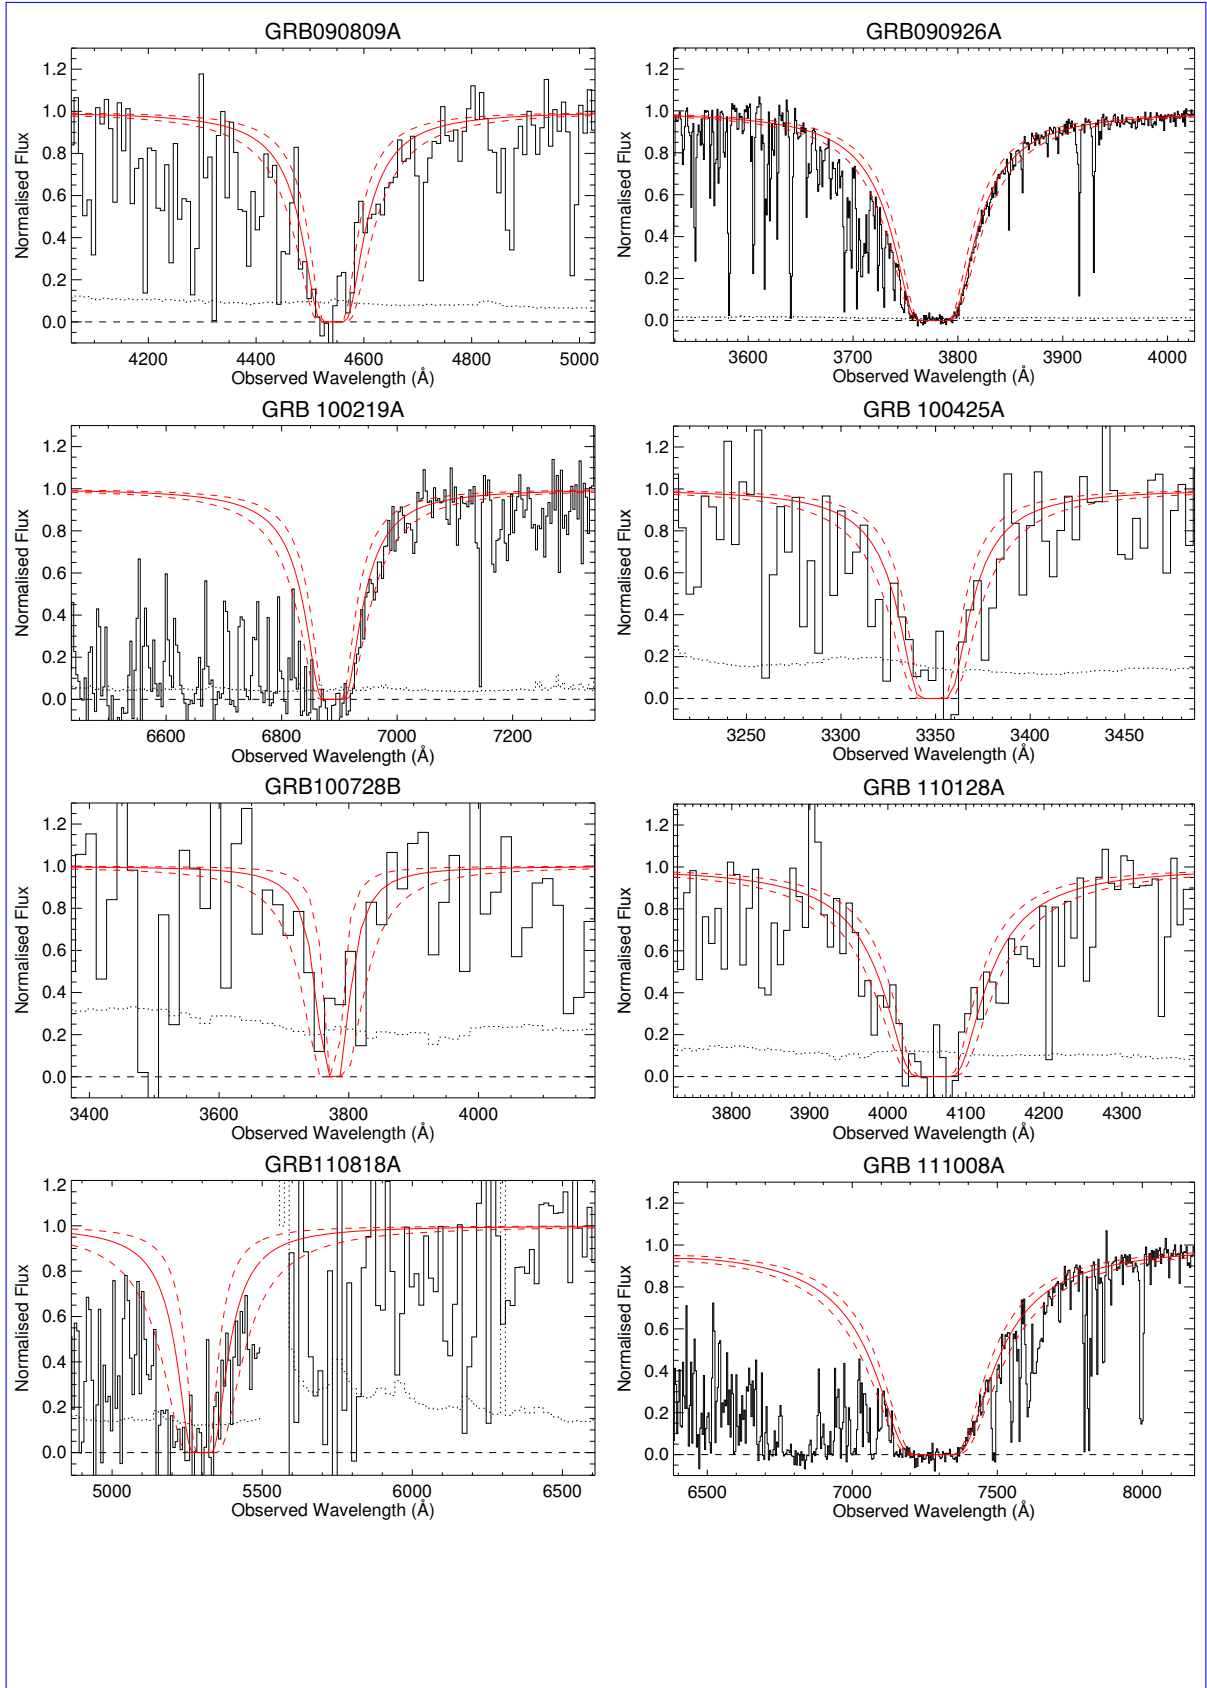 GRB090809A
1.2
1.0
0.8
0.6
0.4
0.2
0.0
Normalised Flux
4200 4400 4600 4800 5000
Observed Wavelength (Å)
GRB090926A
1.2
1.0
0.8
0.6
0.4
0.2
0.0
Normalised Flux
3600 3700 3800 3900 4000
Observed Wavelength (Å)
GRB 100219A
1.2
1.0
0.8
0.6
0.4
0.2
0.0
Normalised Flux
6600 6800 7000 7200
Observed Wavelength (Å)
GRB 100425A
1.2
1.0
0.8
0.6
0.4
0.2
0.0
Normalised Flux
3250 3300 3350 3400 3450
Observed Wavelength (Å)
GRB100728B
1.2
1.0
0.8
0.6
0.4
0.2
0.0
Normalised Flux
3400 3600 3800 4000
Observed Wavelength (Å)
GRB 110128A
1.2
1.0
0.8
0.6
0.4
0.2
0.0
Normalised Flux
3800 3900 4000 4100 4200 4300
Observed Wavelength (Å)
GRB110818A
1.2
1.0
0.8
0.6
0.4
0.2
0.0
Normalised Flux
5000 5500 6000 6500
Observed Wavelength (Å)
GRB 111008A
1.2
1.0
0.8
0.6
0.4
0.2
0.0
Normalised Flux
6500 7000 7500 8000
Observed Wavelength (Å)